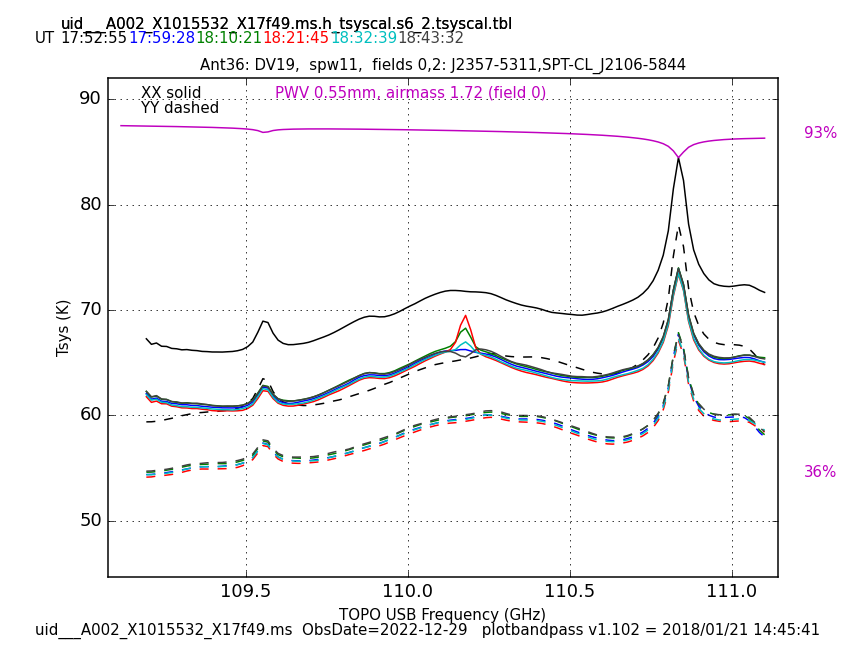 uid___A002_X1015532_X17f49.ms.h_tsyscal.s6_2.tsyscal.tbl
UT 17:52:55 17:59:28 18:10:21 18:21:45 18:32:39 18:43:32
Ant36: DV19,  spw11,  fields 0,2: J2357-5311,SPT-CL_J2106-5844
XX solid
YY dashed
PWV 0.55mm, airmass 1.72 (field 0)
90
80
70
60
50
Tsys (K)
93%
36%
109.5 110.0 110.5 111.0
TOPO USB Frequency (GHz)
uid___A002_X1015532_X17f49.ms  ObsDate=2022-12-29   plotbandpass v1.102 = 2018/01/21 14:45:41